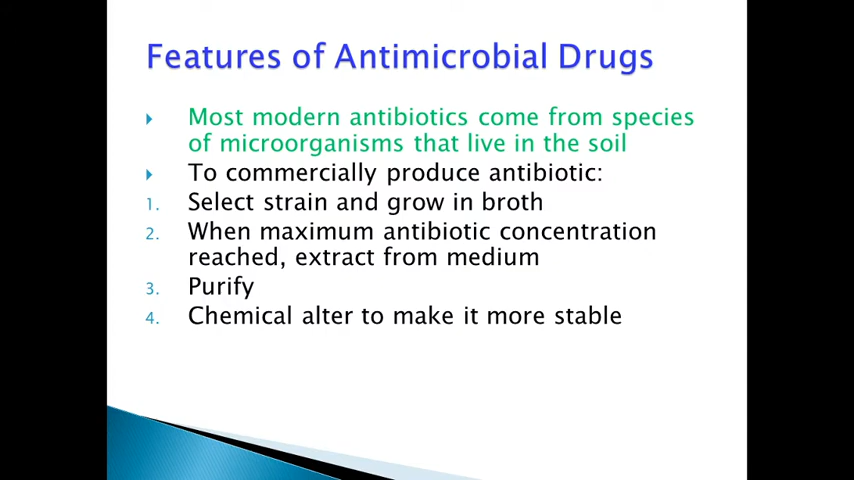 Features of Antimicrobial Drugs
Most modern antibiotics come from species
of microorganisms that live in the soil
To commercially produce antibiotic:
1. Select strain and grow in broth
2. When maximum antibiotic concentration
reached, extract from medium
3. Purify
4. Chemical alter to make it more stable